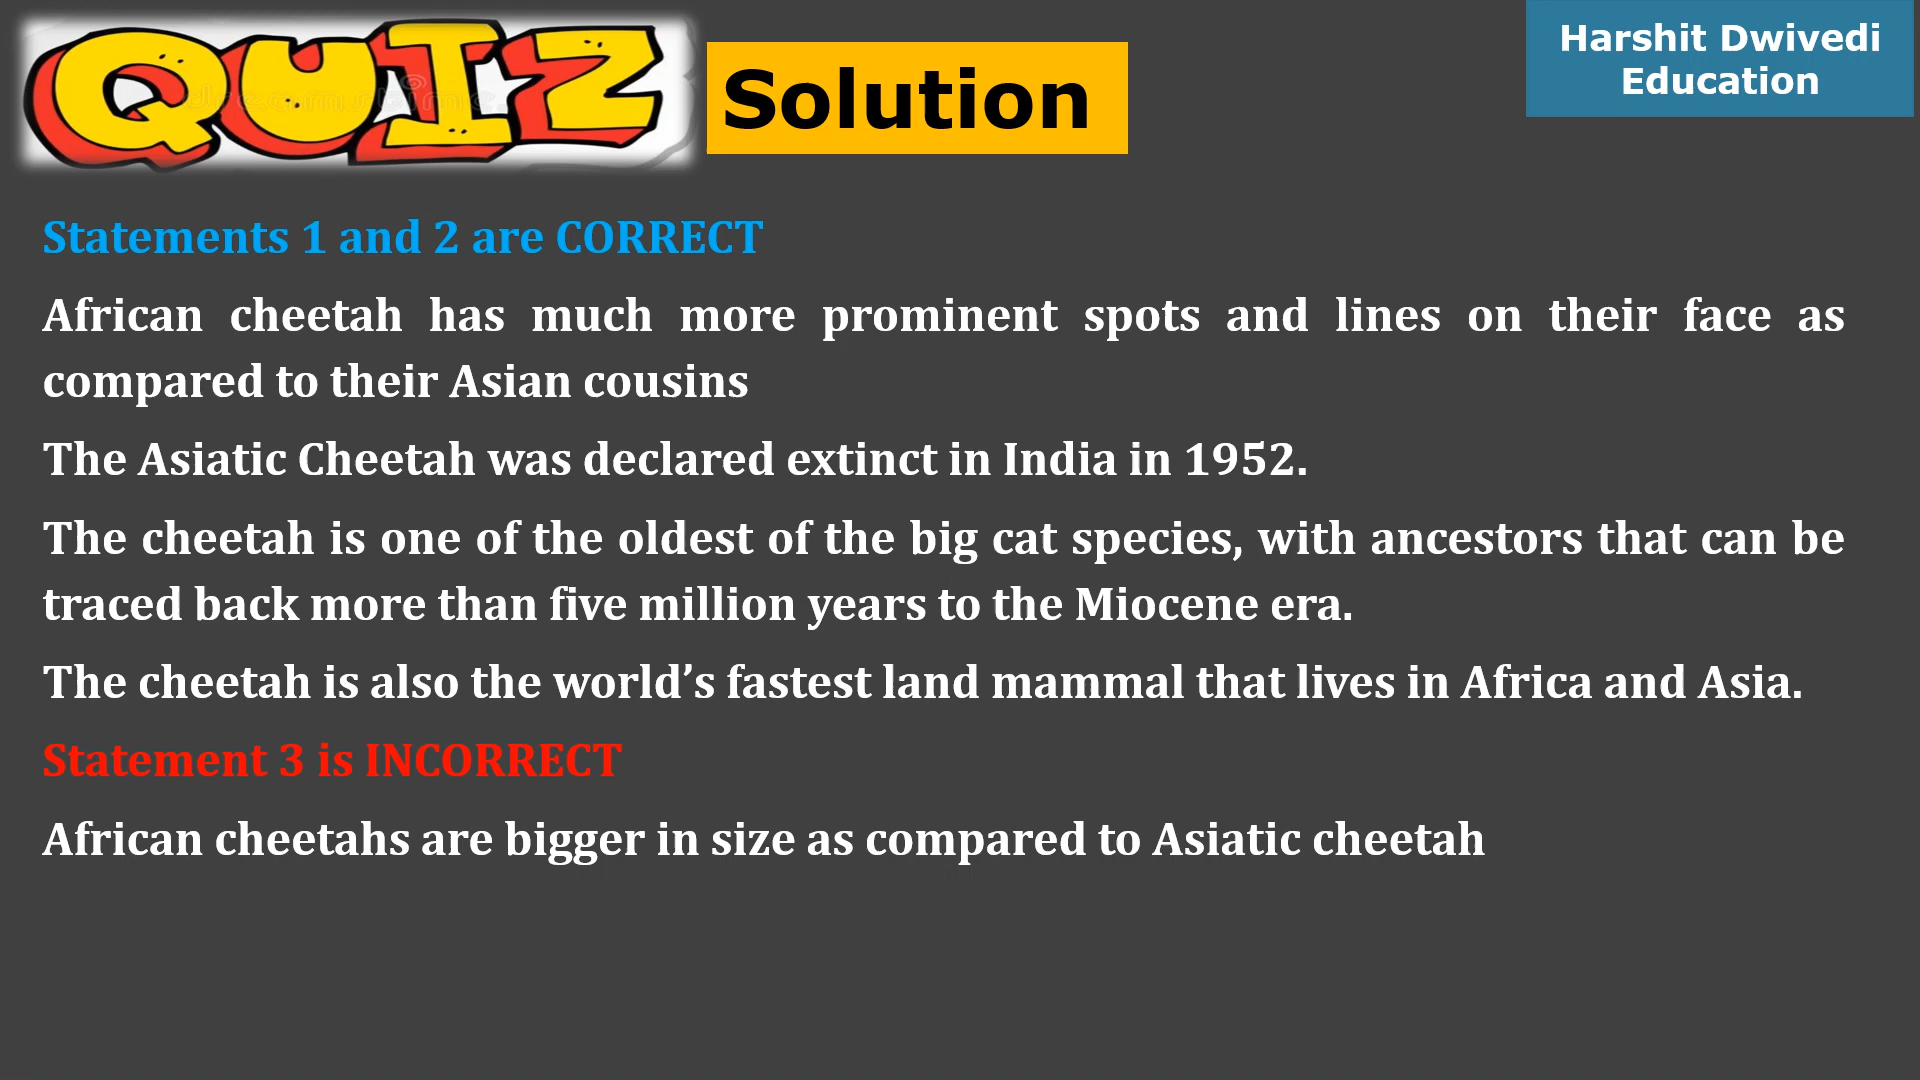 QUIZ
Solution
Harshit Dwivedi
Education
Statements 1 and 2 are CORRECT
African cheetah has much more prominent spots and lines on their face as
compared to their Asian cousins
The Asiatic Cheetah was declared extinct in India in 1952.
The cheetah is one of the oldest of the big cat species, with ancestors that can be
traced back more than five million years to the Miocene era.
The cheetah is also the world’s fastest land mammal that lives in Africa and Asia.
Statement 3 is INCORRECT
African cheetahs are bigger in size as compared to Asiatic cheetah